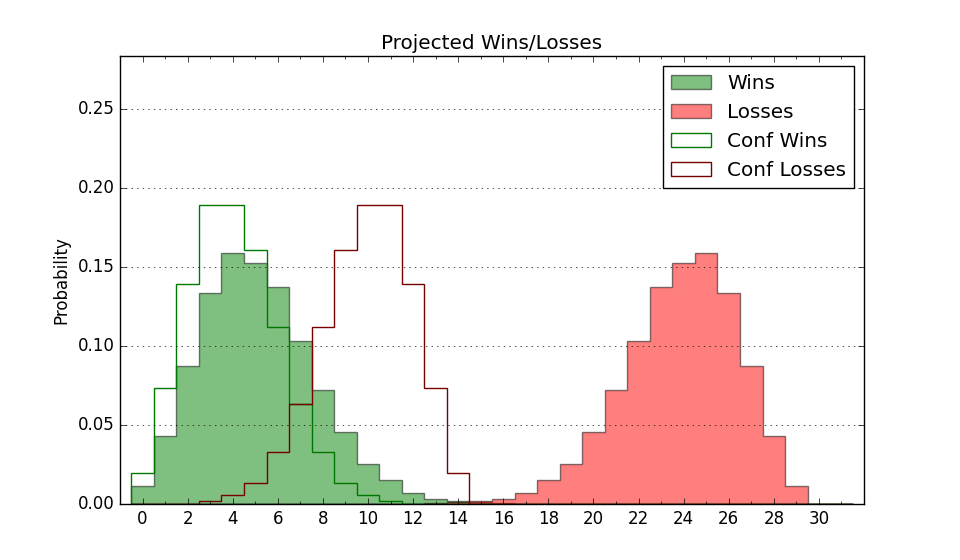 Projected Wins/Losses
Wins
Losses
Conf Wins
Conf Losses
Probability
0.25
0.20
0.15
0.10
0.05
0.00
0 2 4 6 8 10 12 14 16 18 20 22 24 26 28 30